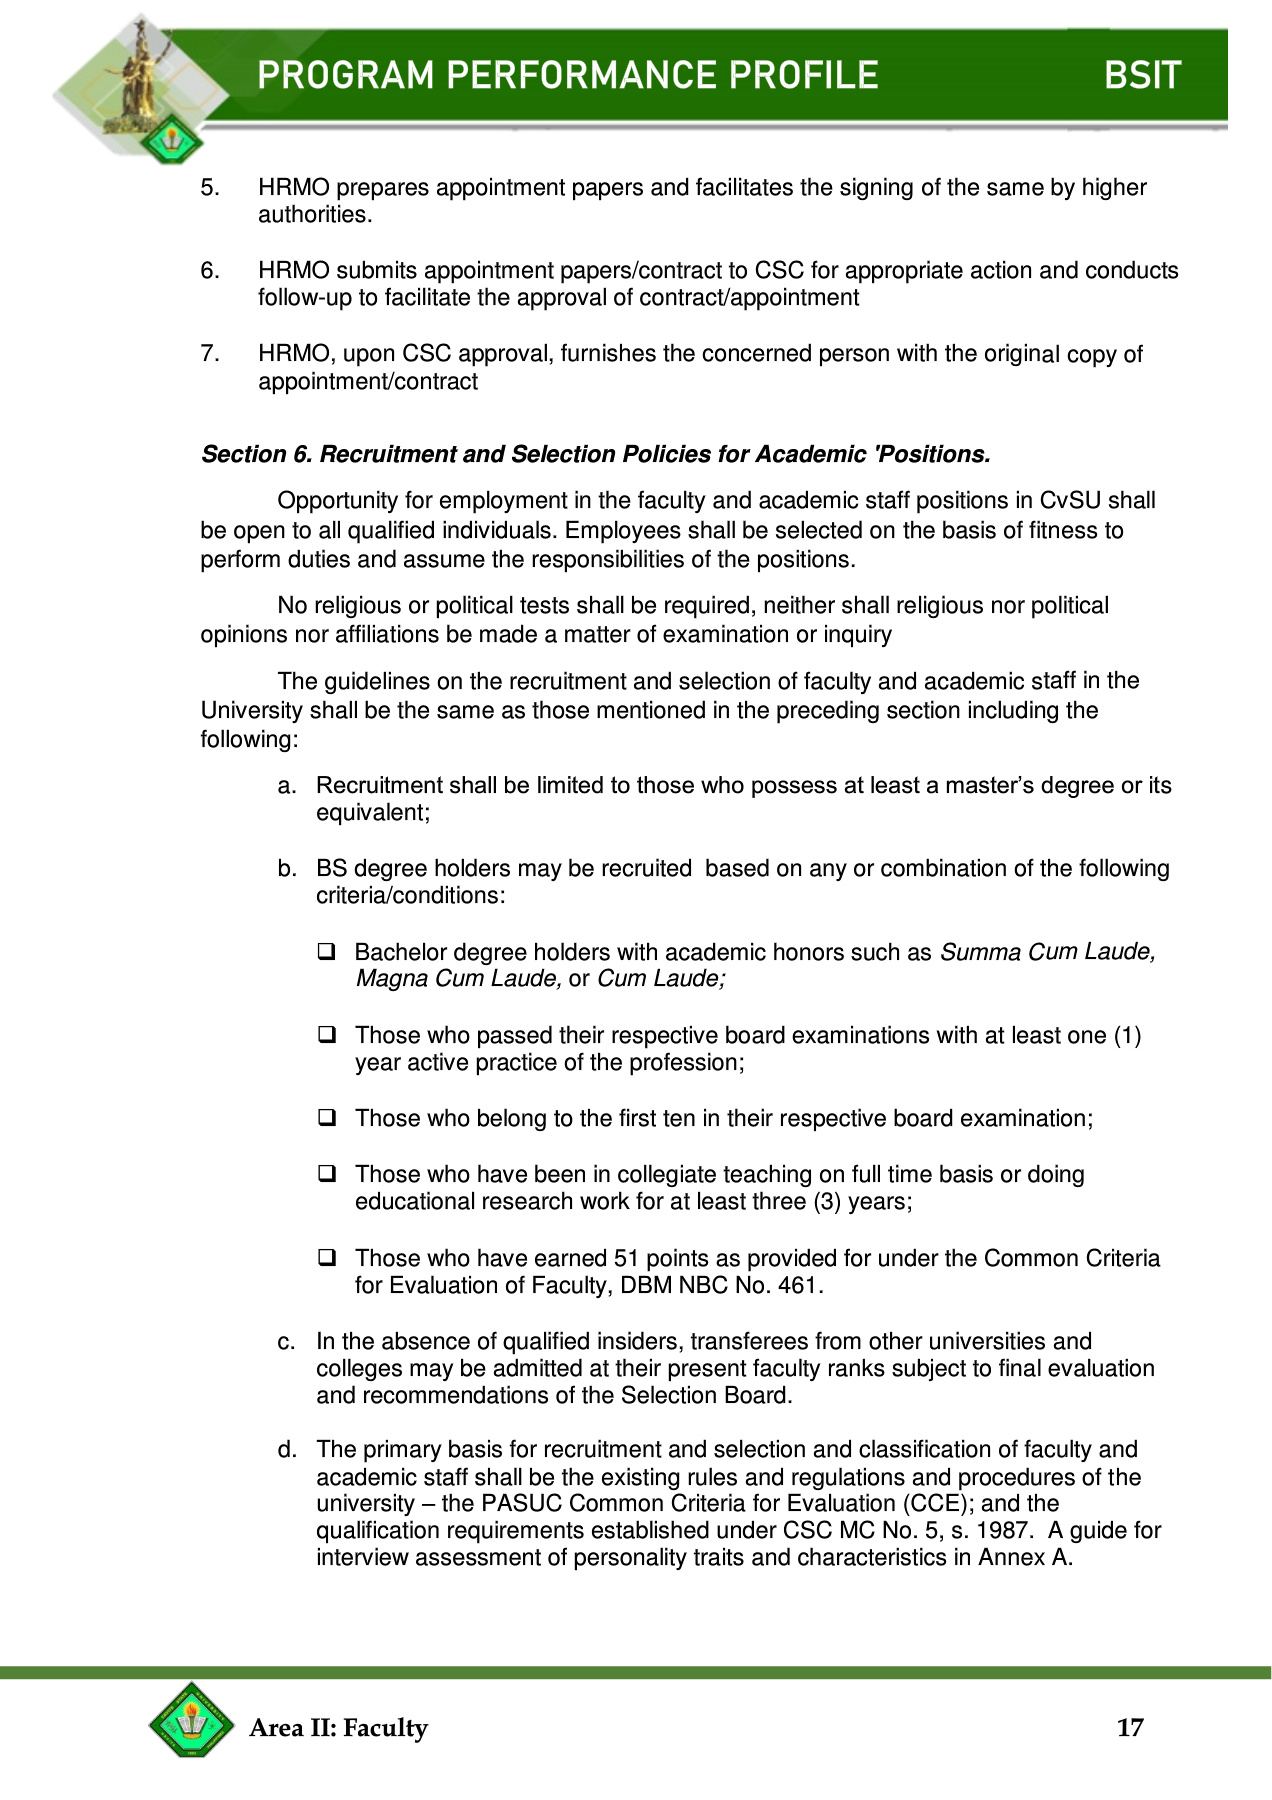 PROGRAM PERFORMANCE PROFILE BSIT
5. HRMO prepares appointment papers and facilitates the signing of the same by higher
authorities.
6. HRMO submits appointment papers/contract to CSC for appropriate action and conducts
follow-up to facilitate the approval of contract/appointment
7. HRMO, upon CSC approval, furnishes the concerned person with the original copy of
appointment/contract
Section 6. Recruitment and Selection Policies for Academic 'Positions.
Opportunity for employment in the faculty and academic staff positions in CvSU shall
be open to all qualified individuals. Employees shall be selected on the basis of fitness to
perform duties and assume the responsibilities of the positions.
No religious or political tests shall be required, neither shall religious nor political
opinions nor affiliations be made a matter of examination or inquiry
The guidelines on the recruitment and selection of faculty and academic staff in the
University shall be the same as those mentioned in the preceding section including the
following:
a. Recruitment shall be limited to those who possess at least a master’s degree or its
equivalent;
b. BS degree holders may be recruited based on any or combination of the following
criteria/conditions:
❑ Bachelor degree holders with academic honors such as Summa Cum Laude,
Magna Cum Laude, or Cum Laude;
❑ Those who passed their respective board examinations with at least one (1)
year active practice of the profession;
❑ Those who belong to the first ten in their respective board examination;
❑ Those who have been in collegiate teaching on full time basis or doing
educational research work for at least three (3) years;
❑ Those who have earned 51 points as provided for under the Common Criteria
for Evaluation of Faculty, DBM NBC No. 461.
c. In the absence of qualified insiders, transferees from other universities and
colleges may be admitted at their present faculty ranks subject to final evaluation
and recommendations of the Selection Board.
d. The primary basis for recruitment and selection and classification of faculty and
academic staff shall be the existing rules and regulations and procedures of the
university – the PASUC Common Criteria for Evaluation (CCE); and the
qualification requirements established under CSC MC No. 5, s. 1987. A guide for
interview assessment of personality traits and characteristics in Annex A.
Area II: Faculty 17